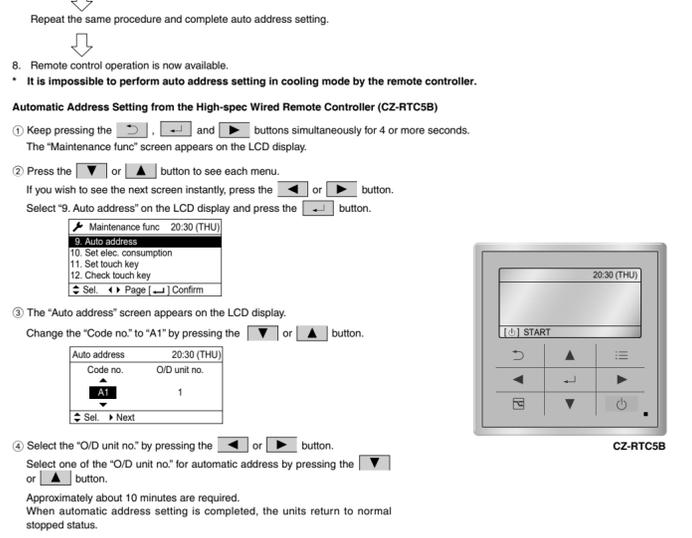 Repeat the same procedure and complete auto address setting.
8. Remote control operation is now available.
* It is impossible to perform auto address setting in cooling mode by the remote controller.
Automatic Address Setting from the High-spec Wired Remote Controller (CZ-RTC5B)
① Keep pressing the , and buttons simultaneously for 4 or more seconds.
The “Maintenance func” screen appears on the LCD display.
② Press the ▼ or ▲ button to see each menu.
If you wish to see the next screen instantly, press the ◀ or ▶ button.
Select “9. Auto address” on the LCD display and press the button.
Maintenance func 20:30 (THU)
9. Auto address
10. Set elec. consumption
11. Set touch key
12. Check touch key
Sel. Page [ ] Confirm
③ The “Auto address” screen appears on the LCD display.
Change the “Code no.” to “A1” by pressing the ▼ or ▲ button.
Auto address 20:30 (THU)
Code no. O/D unit no.
A1 1
Sel. Next
④ Select the “O/D unit no.” by pressing the ◀ or ▶ button.
Select one of the “O/D unit no.” for automatic address by pressing the ▼
or ▲ button.
Approximately about 10 minutes are required.
When automatic address setting is completed, the units return to normal
stopped status.
20:30 (THU)
[ ] START
CZ-RTC5B